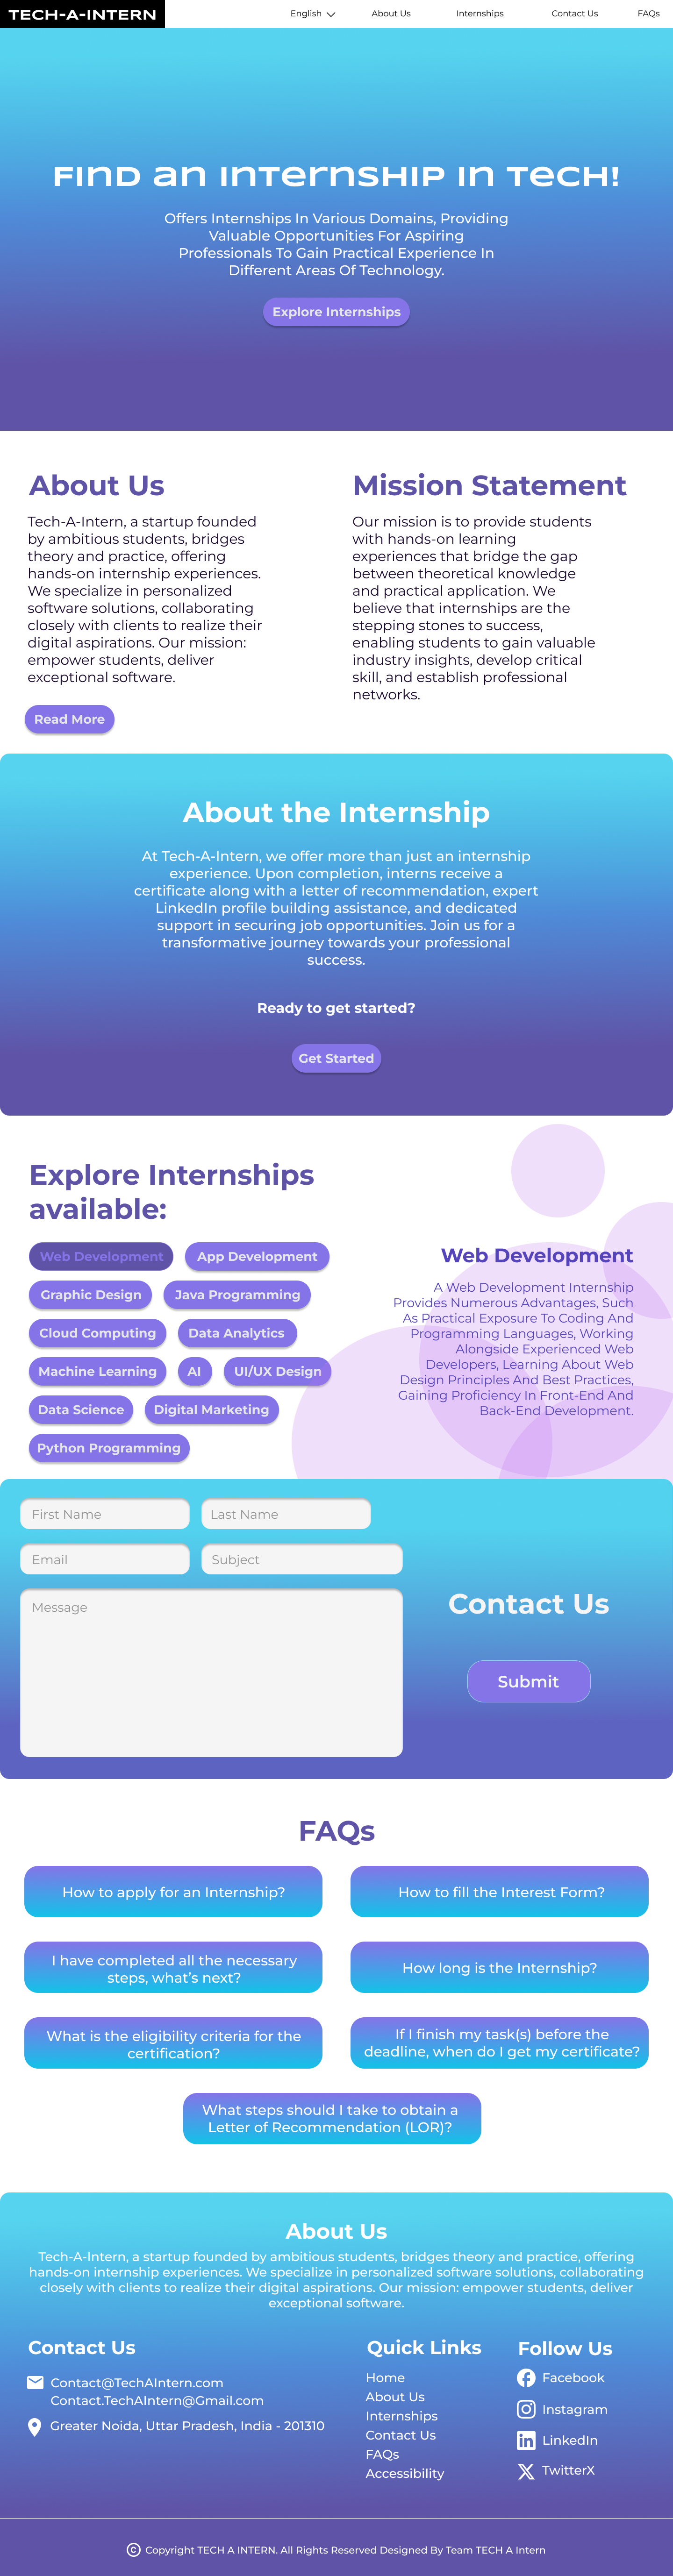 TECH-A-INTERN
English
About Us
Internships
Contact Us
FAQs
Find an internship in tech!
Offers Internships In Various Domains, Providing
Valuable Opportunities For Aspiring
Professionals To Gain Practical Experience In
Different Areas Of Technology.
Explore Internships
About Us
Tech-A-Intern, a startup founded
by ambitious students, bridges
theory and practice, offering
hands-on internship experiences.
We specialize in personalized
software solutions, collaborating
closely with clients to realize their
digital aspirations. Our mission:
empower students, deliver
exceptional software.
Read More
Mission Statement
Our mission is to provide students
with hands-on learning
experiences that bridge the gap
between theoretical knowledge
and practical application. We
believe that internships are the
stepping stones to success,
enabling students to gain valuable
industry insights, develop critical
skill, and establish professional
networks.
About the Internship
At Tech-A-Intern, we offer more than just an internship
experience. Upon completion, interns receive a
certificate along with a letter of recommendation, expert
LinkedIn profile building assistance, and dedicated
support in securing job opportunities. Join us for a
transformative journey towards your professional
success.
Ready to get started?
Get Started
Explore Internships
available:
Web Development
App Development
Graphic Design
Java Programming
Cloud Computing
Data Analytics
Machine Learning
AI
UI/UX Design
Data Science
Digital Marketing
Python Programming
Web Development
A Web Development Internship
Provides Numerous Advantages, Such
As Practical Exposure To Coding And
Programming Languages, Working
Alongside Experienced Web
Developers, Learning About Web
Design Principles And Best Practices,
Gaining Proficiency In Front-End And
Back-End Development.
First Name
Last Name
Email
Subject
Message
Contact Us
Submit
FAQs
How to apply for an Internship?
How to fill the Interest Form?
I have completed all the necessary
steps, what's next?
How long is the Internship?
What is the eligibility criteria for the
certification?
If I finish my task(s) before the
deadline, when do I get my certificate?
What steps should I take to obtain a
Letter of Recommendation (LOR)?
About Us
Tech-A-Intern, a startup founded by ambitious students, bridges theory and practice, offering
hands-on internship experiences. We specialize in personalized software solutions, collaborating
closely with clients to realize their digital aspirations. Our mission: empower students, deliver
exceptional software.
Contact Us
Contact@TechAIntern.com
Contact.TechAIntern@Gmail.com
Greater Noida, Uttar Pradesh, India - 201310
Quick Links
Home
About Us
Internships
Contact Us
FAQs
Accessibility
Follow Us
Facebook
Instagram
LinkedIn
TwitterX
© Copyright TECH A INTERN. All Rights Reserved Designed By Team TECH A Intern